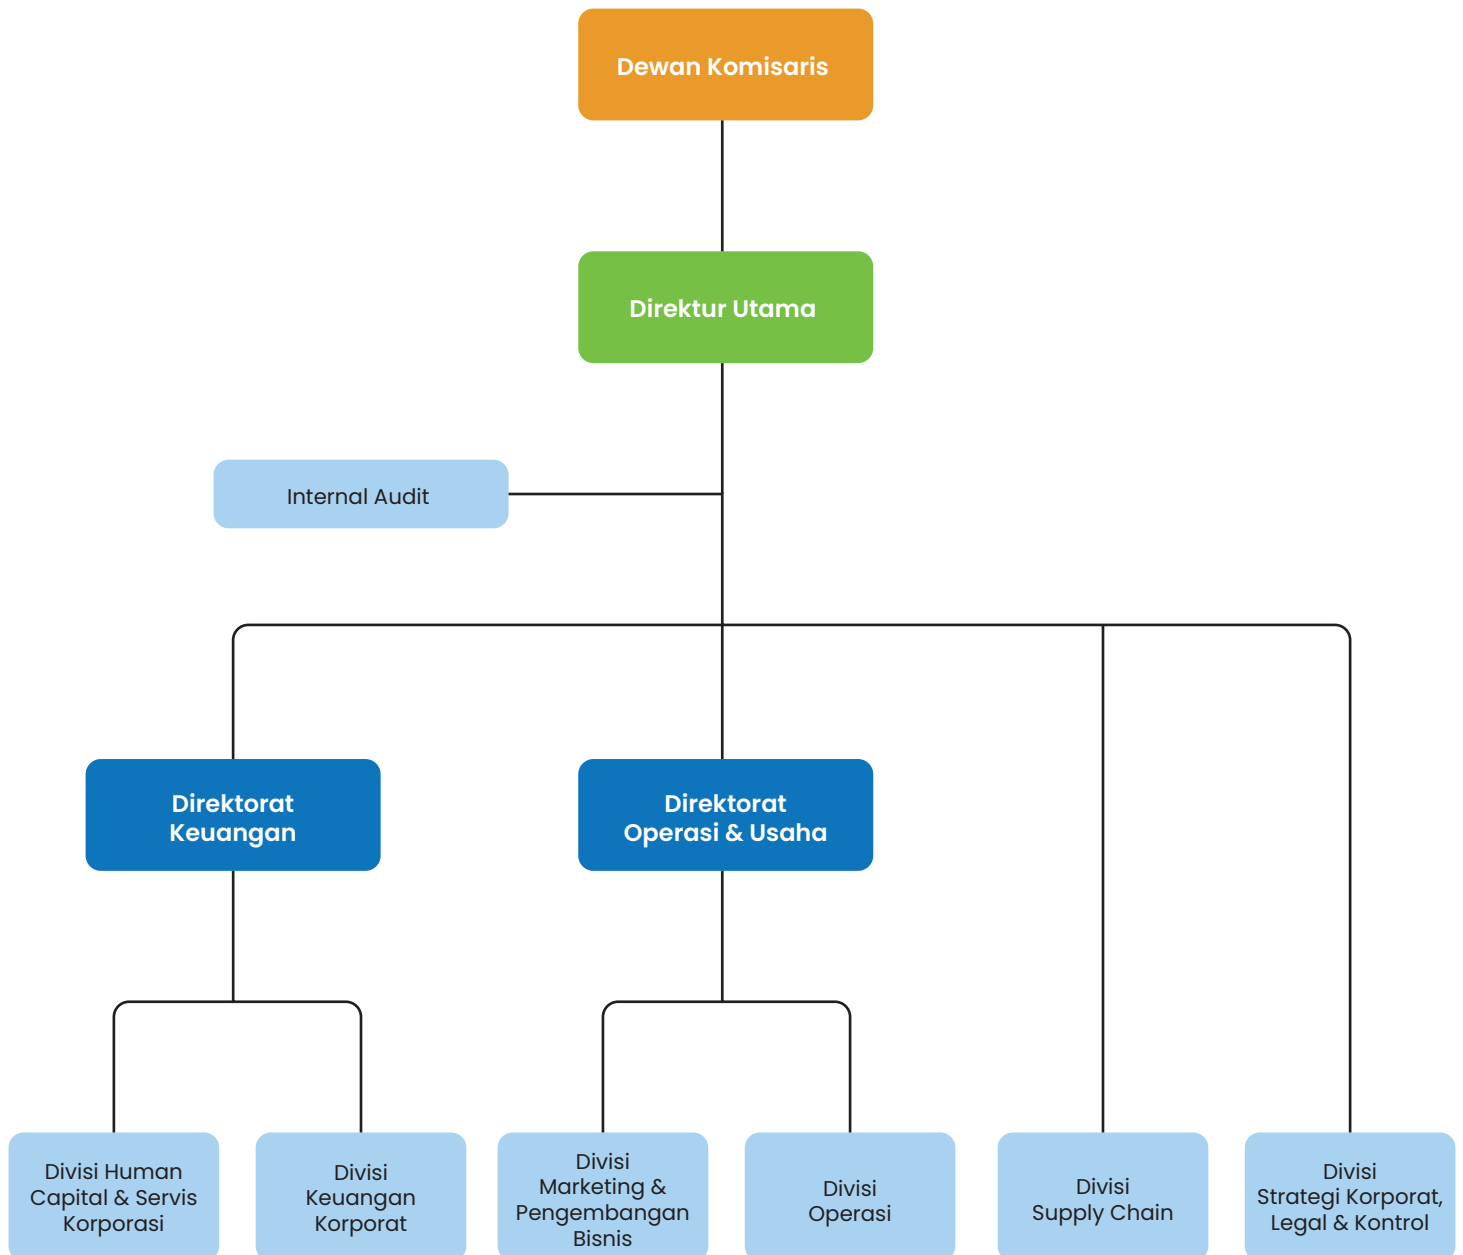 Dewan Komisaris
Direktur Utama
Internal Audit
Direktorat
Keuangan
Direktorat
Operasi & Usaha
Divisi Human
Capital & Servis
Korporasi
Divisi
Keuangan
Korporat
Divisi
Marketing &
Pengembangan
Bisnis
Divisi
Operasi
Divisi
Supply Chain
Divisi
Strategi Korporat,
Legal & Kontrol